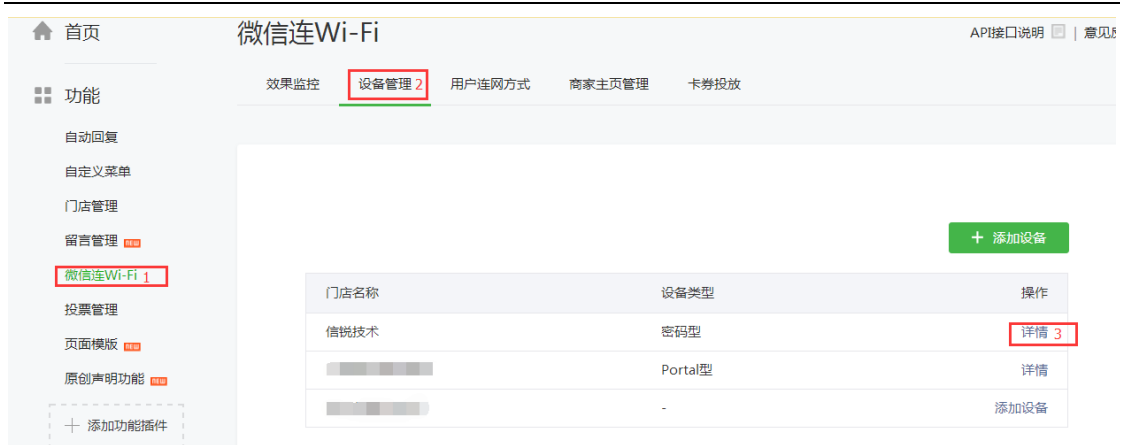 首页
微信连Wi-Fi
API接口说明 | 意见反
效果监控 设备管理 2 用户连网方式 商家主页管理 卡券投放
功能
自动回复
自定义菜单
门店管理
留言管理 NEW
微信连Wi-Fi 1
投票管理
页面模版 NEW
原创声明功能 NEW
+ 添加功能插件
+ 添加设备
门店名称 设备类型 操作
信锐技术 密码型 详情 3
Portal型 详情
- 添加设备